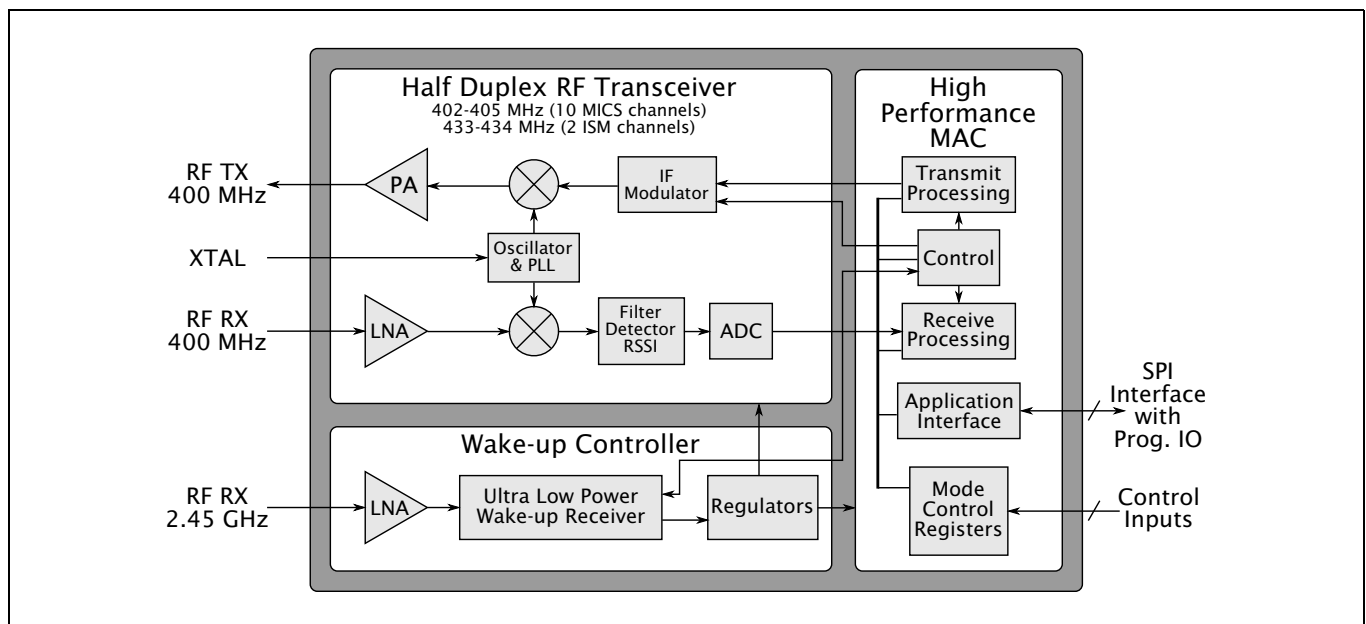 Half Duplex RF Transceiver
402-405 MHz (10 MICS channels)
433-434 MHz (2 ISM channels)
RF TX
400 MHz
PA
IF
Modulator
XTAL
Oscillator
& PLL
RF RX
400 MHz
LNA
Filter
Detector
RSSI
ADC
Wake-up Controller
RF RX
2.45 GHz
LNA
Ultra Low Power
Wake-up Receiver
Regulators
High
Performance
MAC
Transmit
Processing
Control
Receive
Processing
Application
Interface
Mode
Control
Registers
SPI
Interface
with
Prog. IO
Control
Inputs